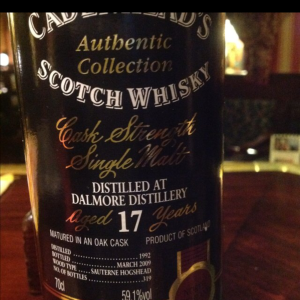 CADENHEAD'S
Authentic
Collection
SCOTCH WHISKY
Cask Strength
Single Malt
DISTILLED AT
DALMORE DISTILLERY
Aged 17 Years
MATURED IN AN OAK CASK PRODUCT OF SCOTL
DISTILLED 1992
BOTTLED MARCH 2009
WOOD TYPE SAUTERNE HOGSHEAD
NO. OF BOTTLES 319
70cl 59.1%vol